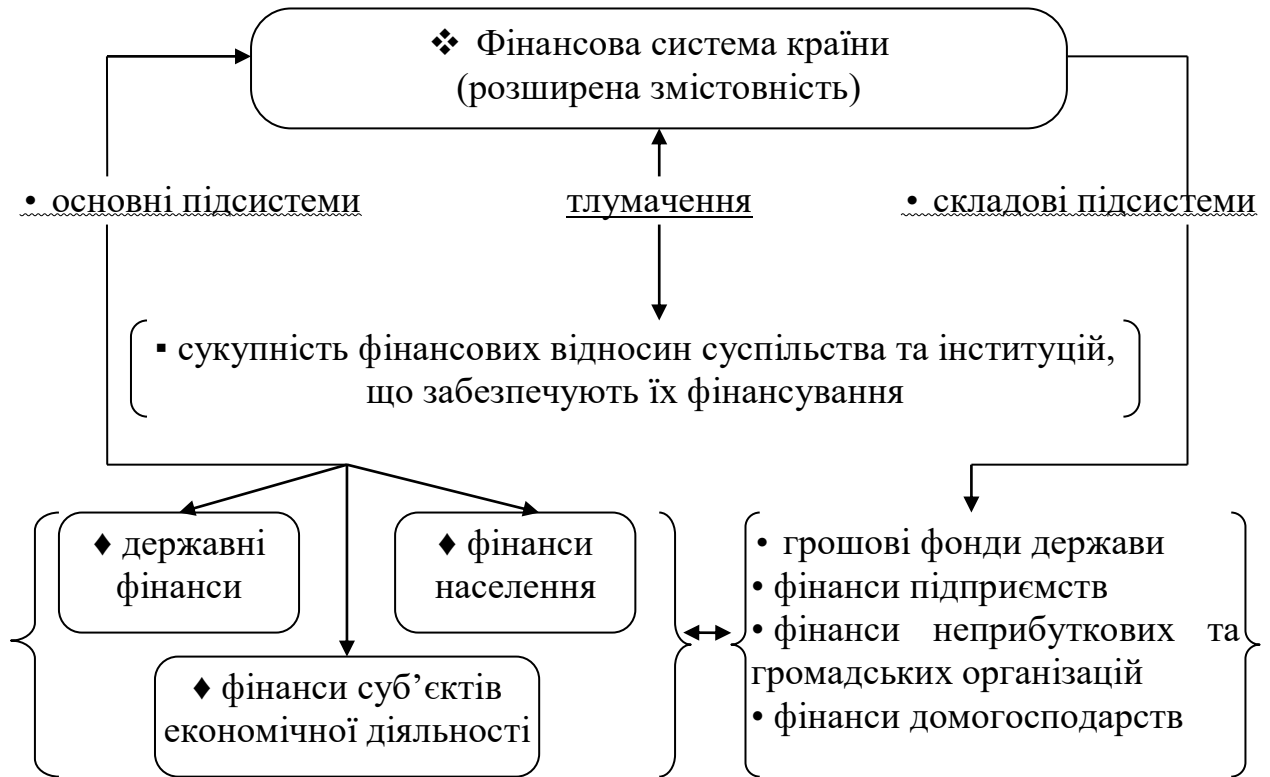 ❖ Фінансова система країни
(розширена змістовність)
• основні підсистеми
тлумачення
• складові підсистеми
▪ сукупність фінансових відносин суспільства та інституцій,
що забезпечують їх фінансування
♦ державні
фінанси
♦ фінанси
населення
♦ фінанси суб’єктів
економічної діяльності
• грошові фонди держави
• фінанси підприємств
• фінанси неприбуткових та
громадських організацій
• фінанси домогосподарств